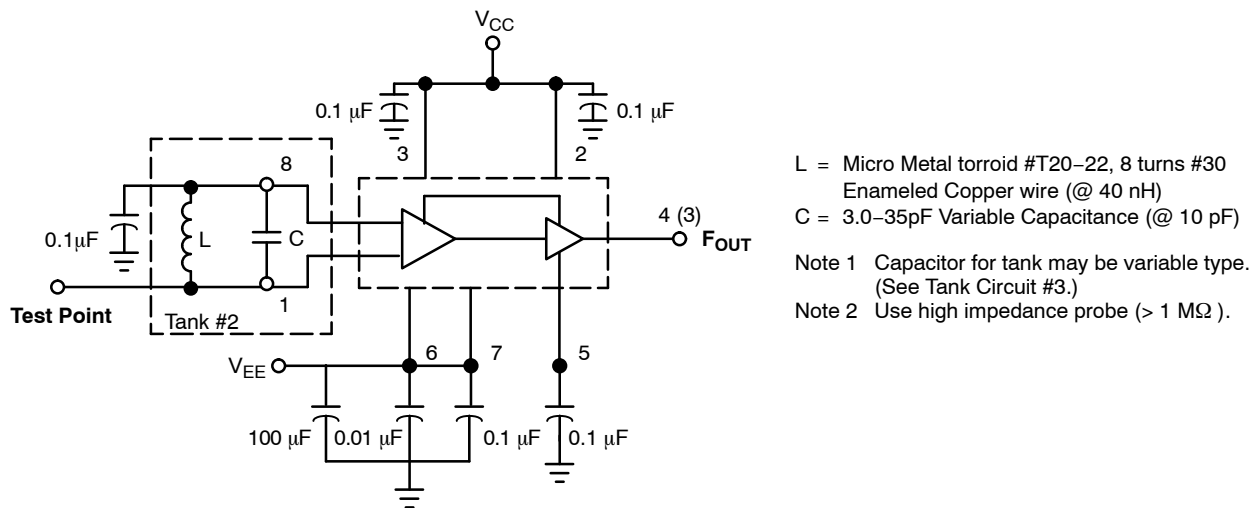 V_CC
0.1 μF
0.1 μF
3
2
8
0.1μF
L
C
4 (3)
F_OUT
1
Test Point
Tank #2
V_EE
6
7
5
100 μF
0.01 μF
0.1 μF
0.1 μF
L = Micro Metal torroid #T20–22, 8 turns #30
Enameled Copper wire (@ 40 nH)
C = 3.0–35pF Variable Capacitance (@ 10 pF)
Note 1 Capacitor for tank may be variable type.
(See Tank Circuit #3.)
Note 2 Use high impedance probe (> 1 MΩ ).